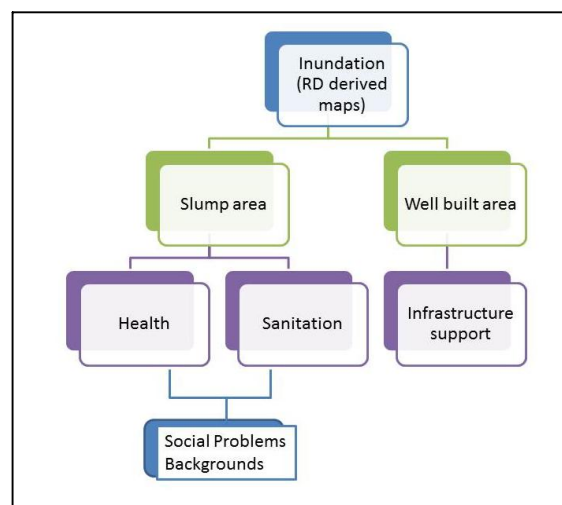 Inundation
(RD derived
maps)
Slump area
Well built area
Health
Sanitation
Infrastructure
support
Social Problems
Backgrounds